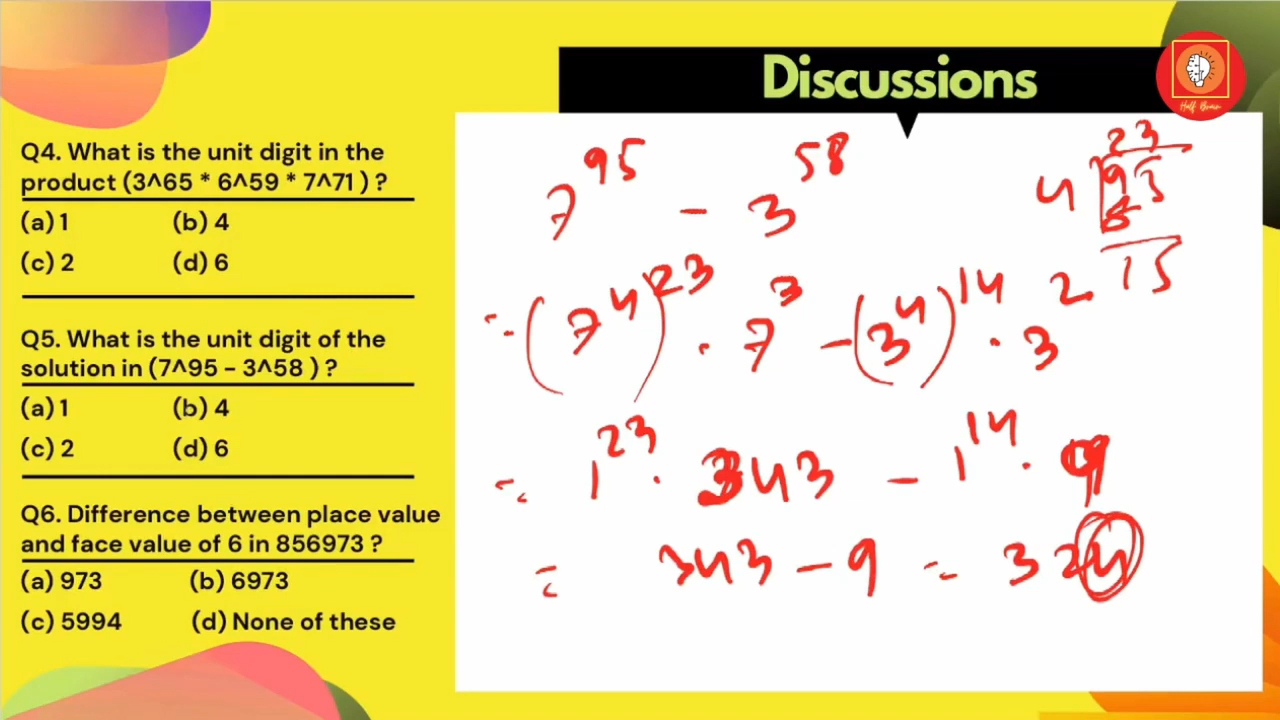 Discussions
Half Brain
Q4. What is the unit digit in the
product (3^65 * 6^59 * 7^71 ) ?
(a) 1 (b) 4
(c) 2 (d) 6
Q5. What is the unit digit of the
solution in (7^95 - 3^58 ) ?
(a) 1 (b) 4
(c) 2 (d) 6
Q6. Difference between place value
and face value of 6 in 856973 ?
(a) 973 (b) 6973
(c) 5994 (d) None of these
7^95 - 3^58
= (7^4)^23 . 7^3 - (3^4)^14 . 3^2
= 1^23 . 343 - 1^14 . 9
= 343 - 9 = 334
23
4 95
8
15